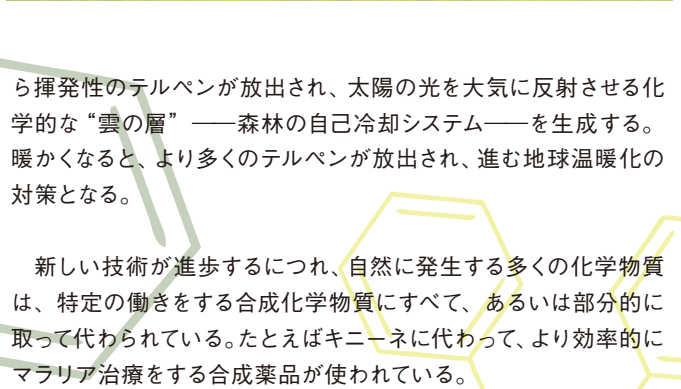 ら揮発性のテルペンが放出され、太陽の光を大気に反射させる化
学的な“雲の層”――森林の自己冷却システム――を生成する。
暖かくなると、より多くのテルペンが放出され、進む地球温暖化の
対策となる。
新しい技術が進歩するにつれ、自然に発生する多くの化学物質
は、特定の働きをする合成化学物質にすべて、あるいは部分的に
取って代わられている。たとえばキニーネに代わって、より効率的に
マラリア治療をする合成薬品が使われている。